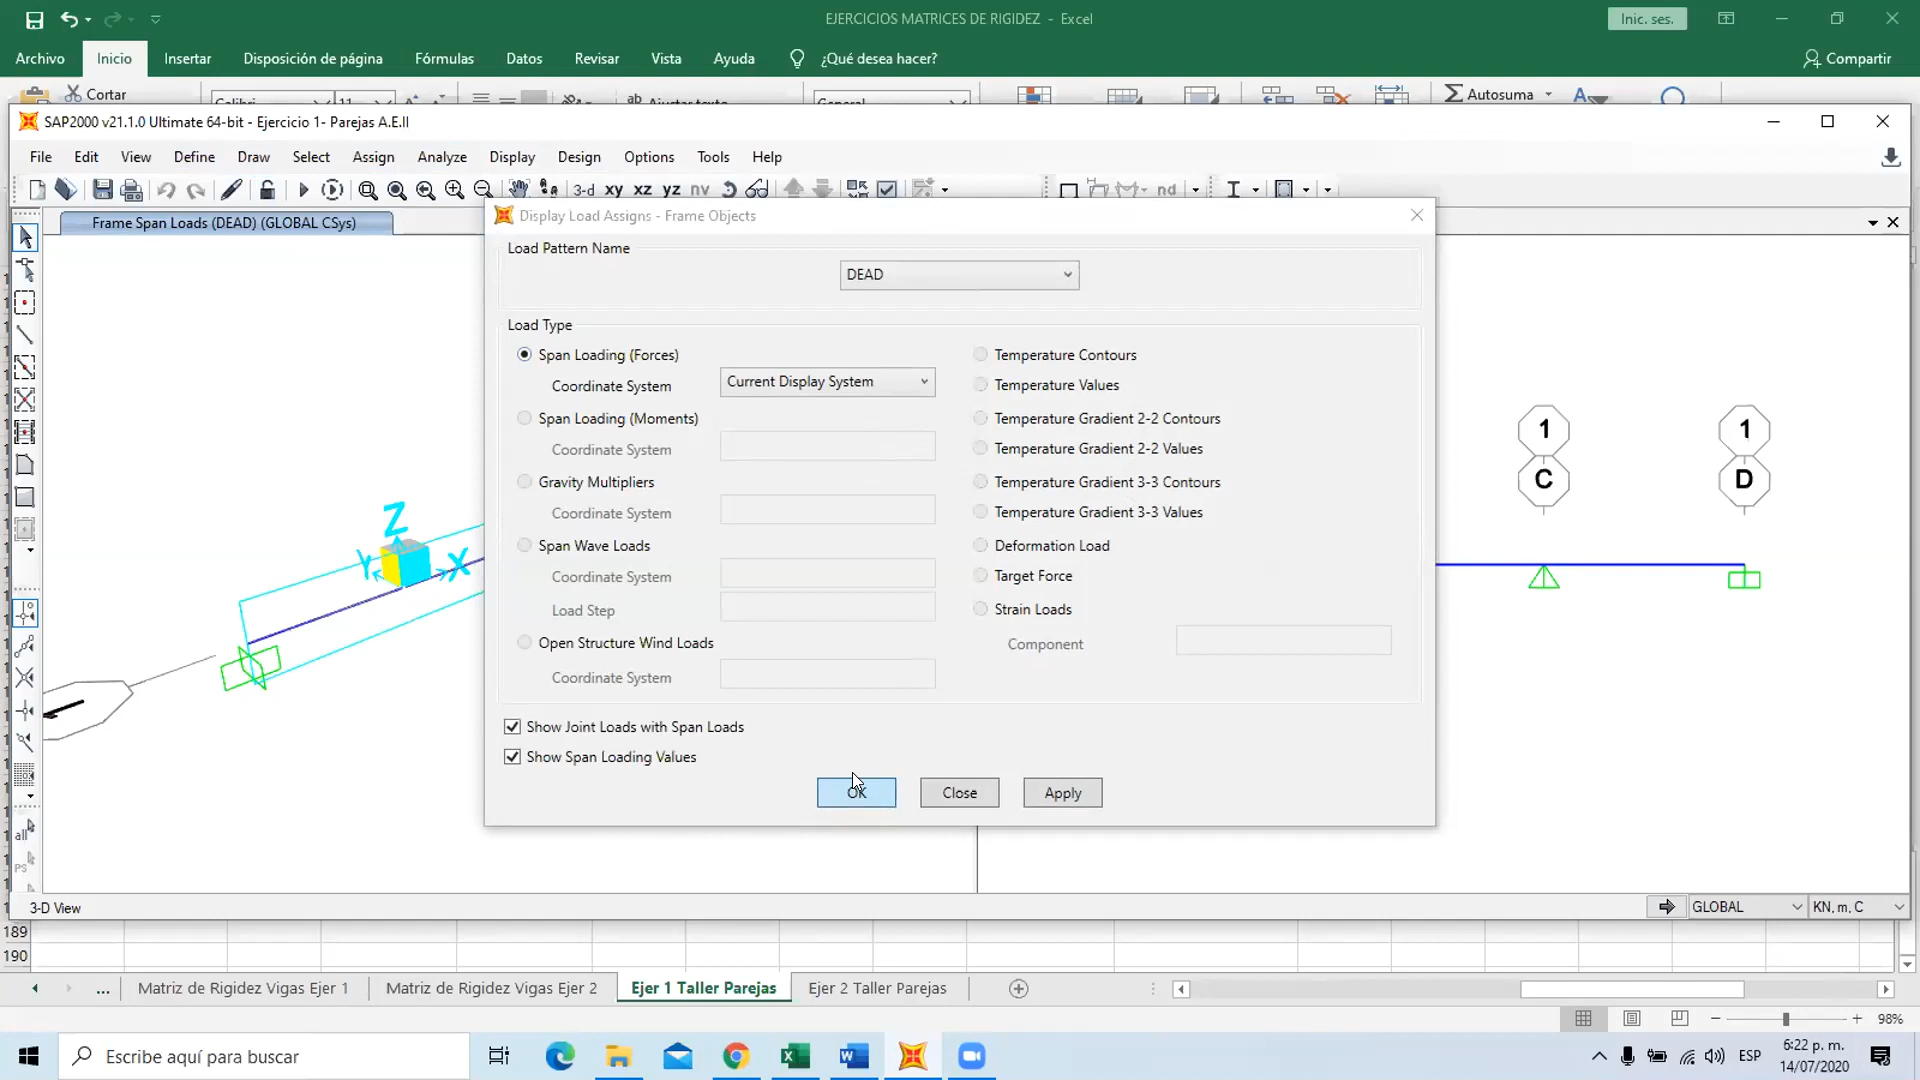 EJERCICIOS MATRICES DE RIGIDEZ - Excel
Inic. ses.
Archivo Inicio Insertar Disposición de página Fórmulas Datos Revisar Vista Ayuda ¿Qué desea hacer? Compartir
Cortar
Autosuma
SAP2000 v21.1.0 Ultimate 64-bit - Ejercicio 1- Parejas A.E.II
File Edit View Define Draw Select Assign Analyze Display Design Options Tools Help
3-d xy xz yz nv nd
Frame Span Loads (DEAD) (GLOBAL CSys)
Display Load Assigns - Frame Objects
Load Pattern Name
DEAD
Load Type
Span Loading (Forces) Temperature Contours
Coordinate System Current Display System Temperature Values
Span Loading (Moments) Temperature Gradient 2-2 Contours
Coordinate System Temperature Gradient 2-2 Values
Gravity Multipliers Temperature Gradient 3-3 Contours
Coordinate System Temperature Gradient 3-3 Values
Span Wave Loads Deformation Load
Coordinate System Target Force
Load Step Strain Loads
Open Structure Wind Loads Component
Coordinate System
Show Joint Loads with Span Loads
Show Span Loading Values
OK Close Apply
Z
Y X
1 1
C D
all
PS
3-D View
GLOBAL KN, m, C
189
190
... Matriz de Rigidez Vigas Ejer 1 Matriz de Rigidez Vigas Ejer 2 Ejer 1 Taller Parejas Ejer 2 Taller Parejas
98%
Escribe aquí para buscar
ESP
6:22 p. m.
14/07/2020